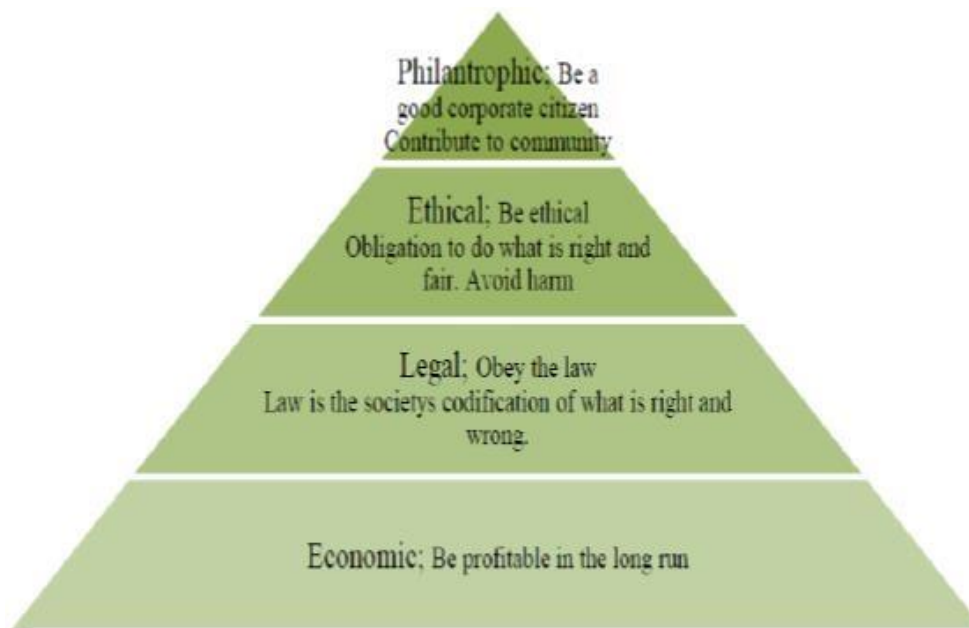 Philantrophic; Be a
good corporate citizen
Contribute to community
Ethical; Be ethical
Obligation to do what is right and
fair. Avoid harm
Legal; Obey the law
Law is the societys codification of what is right and
wrong.
Economic; Be profitable in the long run